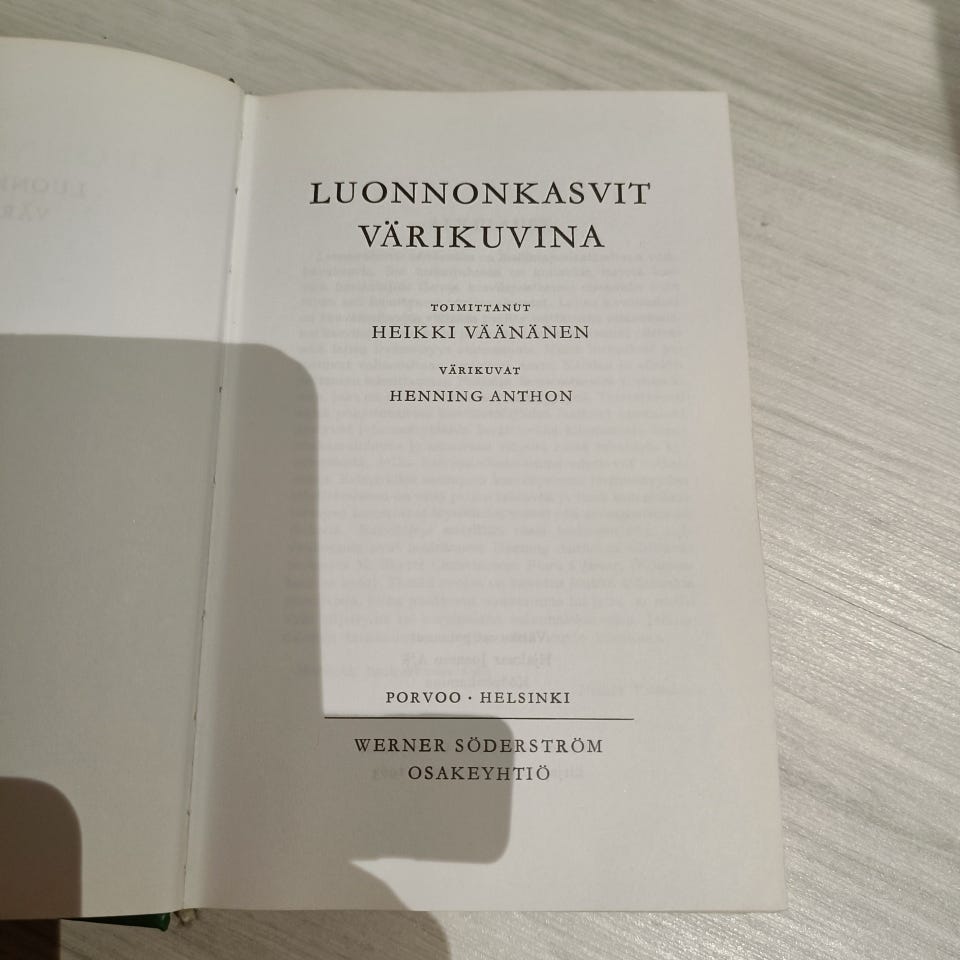 LUONNONKASVIT
VÄRIKUVINA
TOIMITTANUT
HEIKKI VÄÄNÄNEN
VÄRIKUVAT
HENNING ANTHON
PORVOO · HELSINKI
WERNER SÖDERSTRÖM
OSAKEYHTIÖ